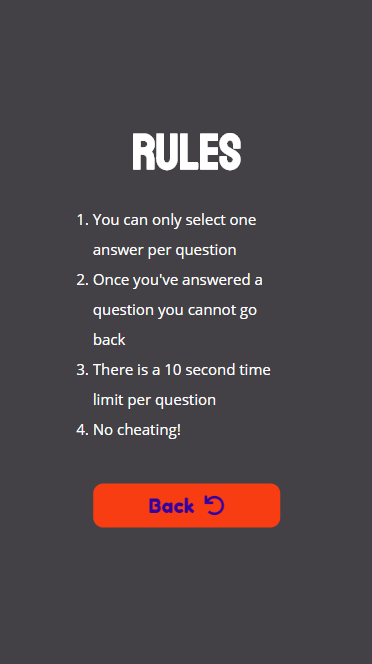 RULES
1. You can only select one
answer per question
2. Once you've answered a
question you cannot go
back
3. There is a 10 second time
limit per question
4. No cheating!
Back